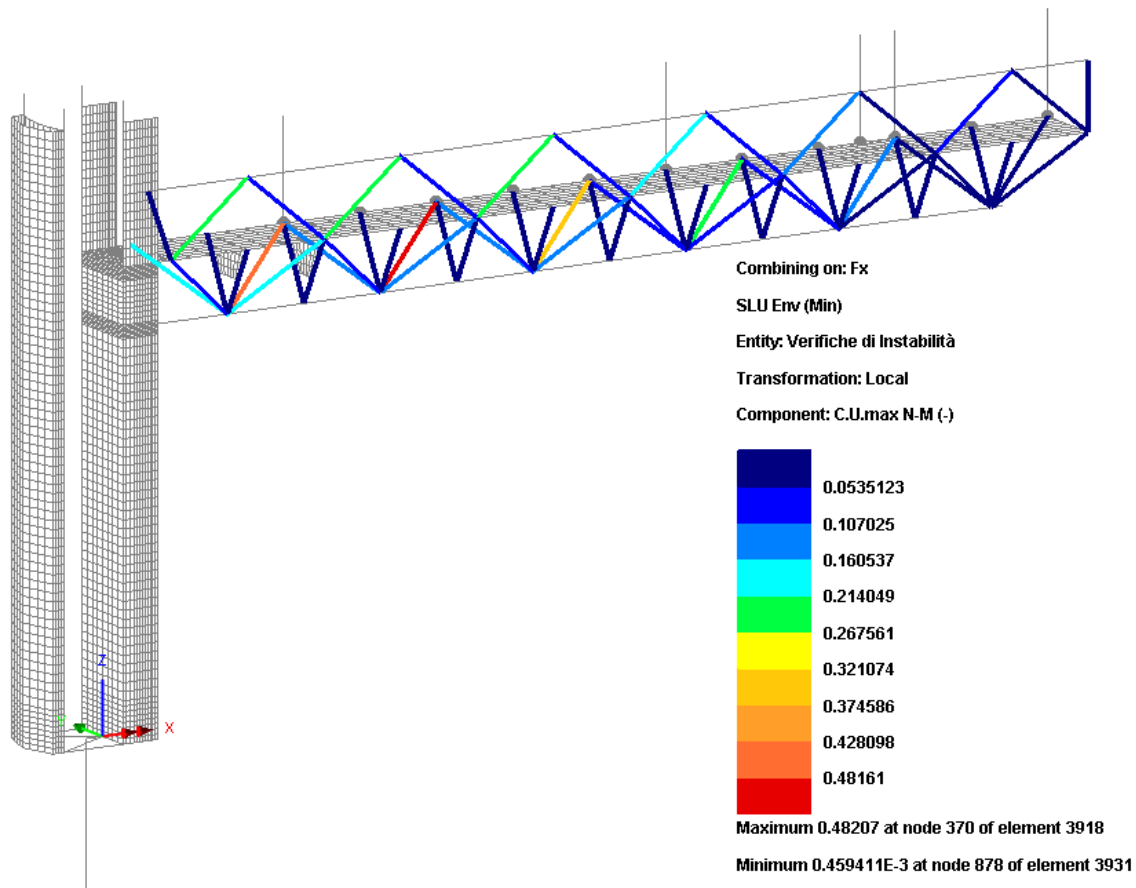 Combining on: Fx
SLU Env (Min)
Entity: Verifiche di Instabilità
Transformation: Local
Component: C.U.max N-M (-)
0.0535123
0.107025
0.160537
0.214049
0.267561
0.321074
0.374586
0.428098
0.48161
Maximum 0.48207 at node 370 of element 3918
Minimum 0.459411E-3 at node 878 of element 3931
Z
Y
X